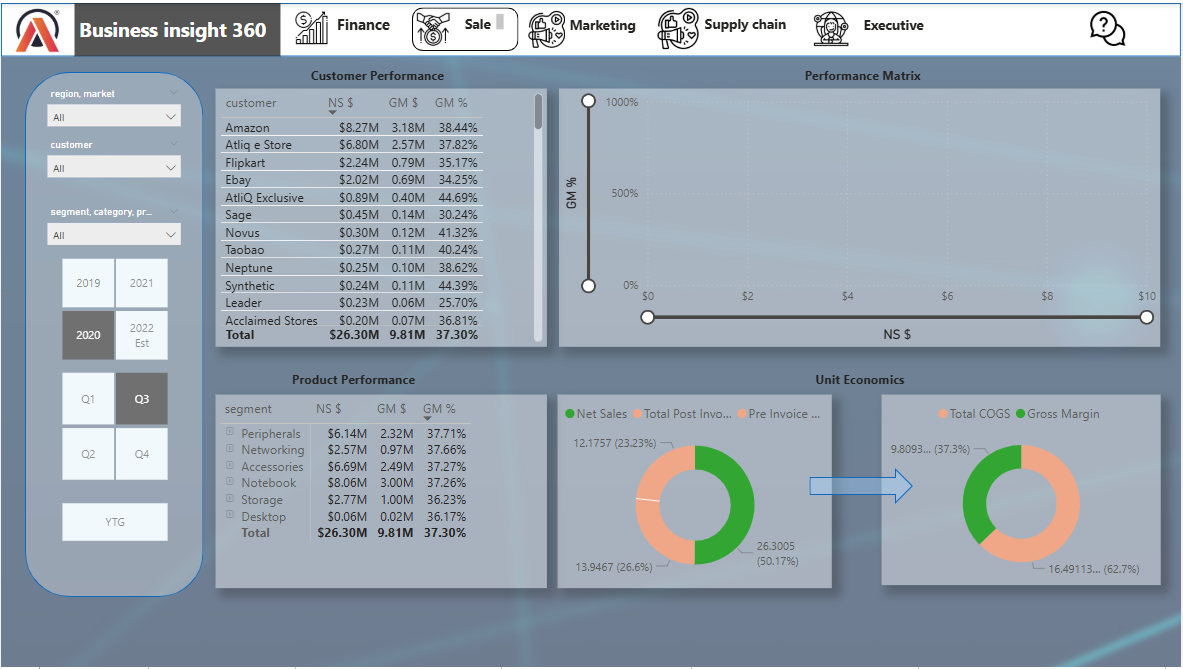 Business insight 360
Finance
Sale
Marketing
Supply chain
Executive
region, market
All
customer
All
segment, category, pr...
All
2019 2021
2020 2022 Est
Q1 Q3
Q2 Q4
YTG
Customer Performance
customer NS $ GM $ GM %
Amazon $8.27M 3.18M 38.44%
Atliq e Store $6.80M 2.57M 37.82%
Flipkart $2.24M 0.79M 35.17%
Ebay $2.02M 0.69M 34.25%
AtliQ Exclusive $0.89M 0.40M 44.69%
Sage $0.45M 0.14M 30.24%
Novus $0.30M 0.12M 41.32%
Taobao $0.27M 0.11M 40.24%
Neptune $0.25M 0.10M 38.62%
Synthetic $0.24M 0.11M 44.39%
Leader $0.23M 0.06M 25.70%
Acclaimed Stores $0.20M 0.07M 36.81%
Total $26.30M 9.81M 37.30%
Performance Matrix
GM %
1000%
500%
0%
$0 $2 $4 $6 $8 $10
NS $
Product Performance
segment NS $ GM $ GM %
Peripherals $6.14M 2.32M 37.71%
Networking $2.57M 0.97M 37.66%
Accessories $6.69M 2.49M 37.27%
Notebook $8.06M 3.00M 37.26%
Storage $2.77M 1.00M 36.23%
Desktop $0.06M 0.02M 36.17%
Total $26.30M 9.81M 37.30%
Unit Economics
Net Sales Total Post Invo... Pre Invoice ...
12.1757 (23.23%)
13.9467 (26.6%)
26.3005
(50.17%)
Total COGS Gross Margin
9.8093... (37.3%)
16.49113... (62.7%)